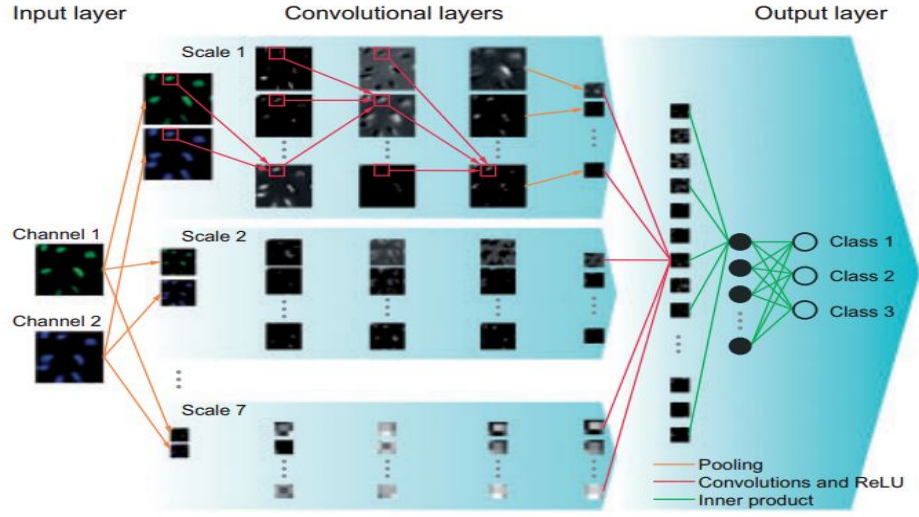 Input layer
Convolutional layers
Output layer
Scale 1
Channel 1
Scale 2
Channel 2
Class 1
Class 2
Class 3
Scale 7
Pooling
Convolutions and ReLU
Inner product